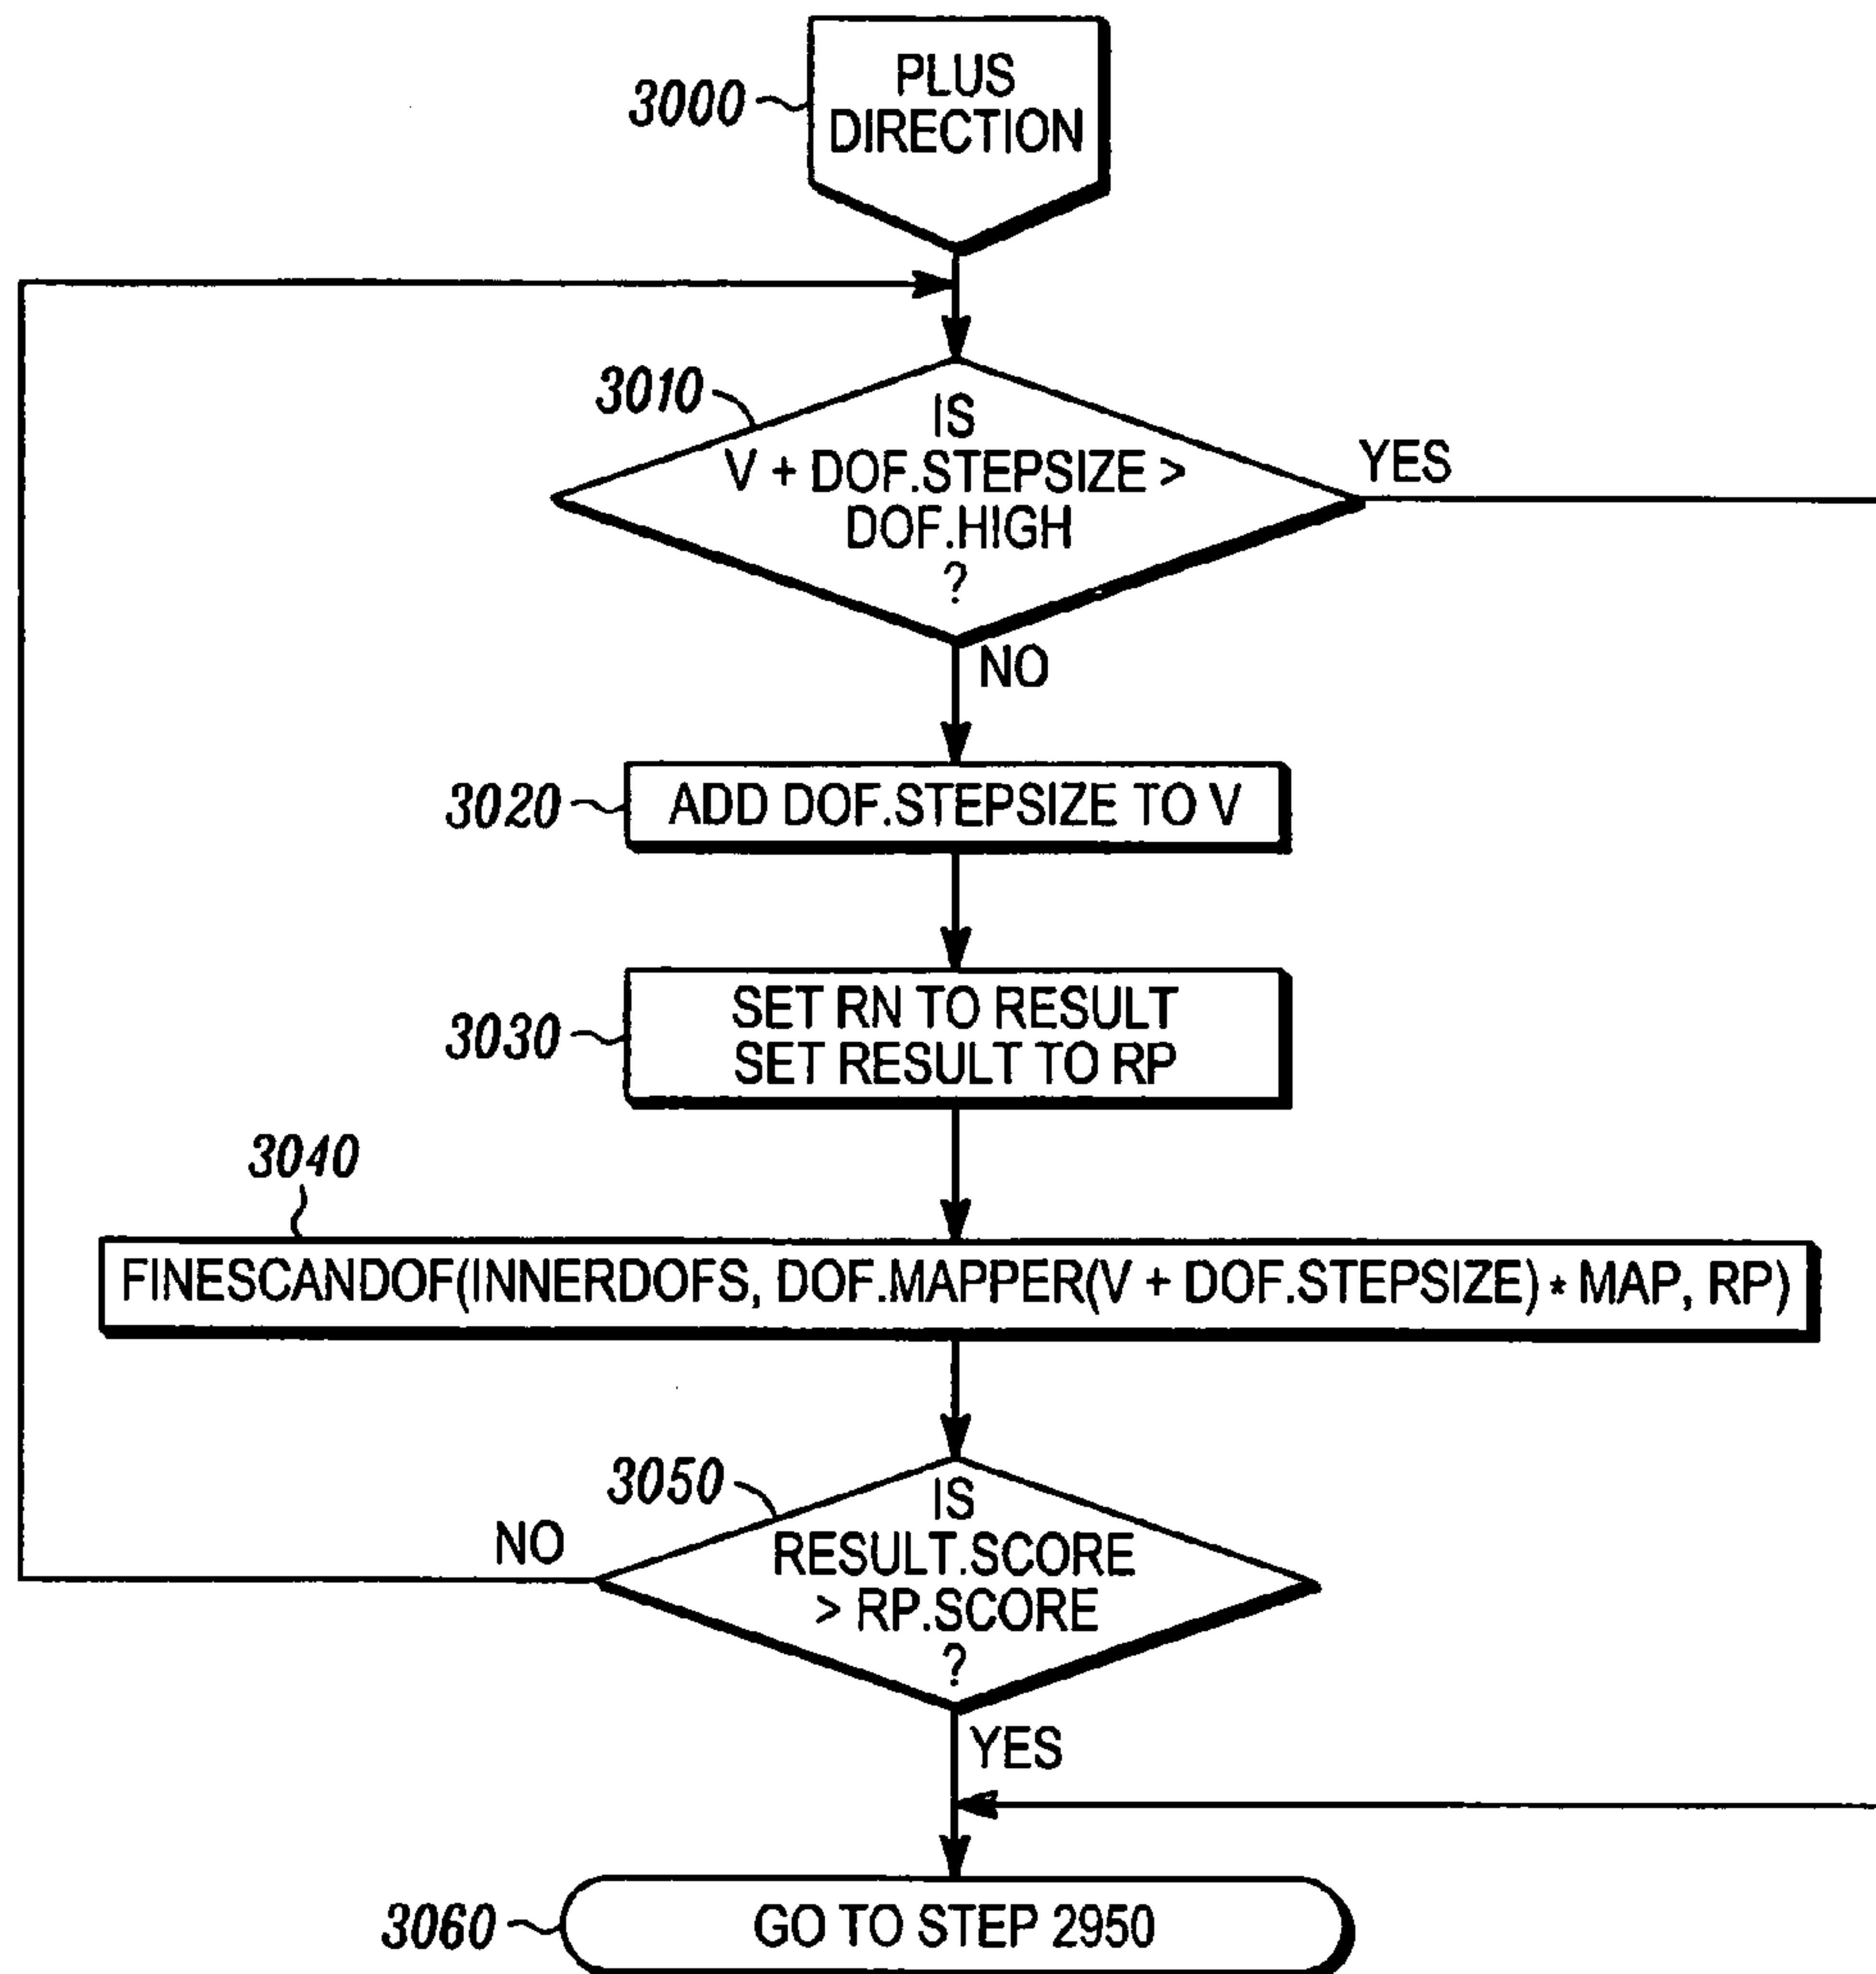 3000
PLUS
DIRECTION
3010
IS
V + DOF.STEPSIZE >
DOF.HIGH
?
YES
NO
3020
ADD DOF.STEPSIZE TO V
3030
SET RN TO RESULT
SET RESULT TO RP
3040
FINESCANDOF(INNERDOFS, DOF.MAPPER(V + DOF.STEPSIZE) * MAP, RP)
3050
IS
RESULT.SCORE
> RP.SCORE
?
NO
YES
3060
GO TO STEP 2950